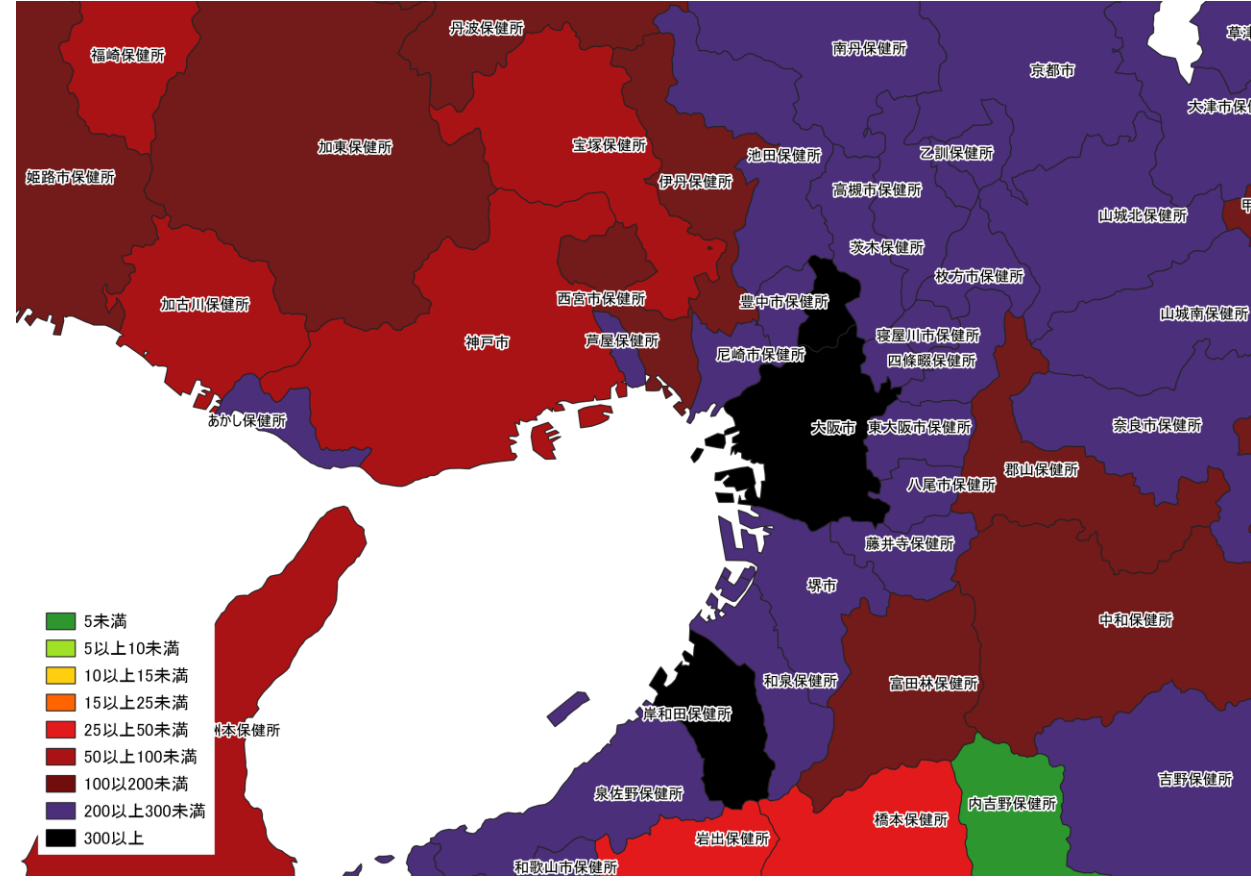 福崎保健所
丹波保健所
南丹保健所
京都市
加東保健所
宝塚保健所
池田保健所
乙訓保健所
姫路市保健所
伊丹保健所
高槻市保健所
山城北保健所
茨木保健所
枚方市保健所
加古川保健所
西宮市保健所
豊中市保健所
山城南保健所
神戸市
芦屋保健所
尼崎市保健所
寝屋川市保健所
四條畷保健所
あかし保健所
大阪市
東大阪市保健所
奈良市保健所
郡山保健所
八尾市保健所
藤井寺保健所
堺市
中和保健所
和泉保健所
富田林保健所
岸和田保健所
本保健所
泉佐野保健所
吉野保健所
内吉野保健所
橋本保健所
岩出保健所
和歌山市保健所
大津市保
草
5未満
5以上10未満
10以上15未満
15以上25未満
25以上50未満
50以上100未満
100以200未満
200以上300未満
300以上